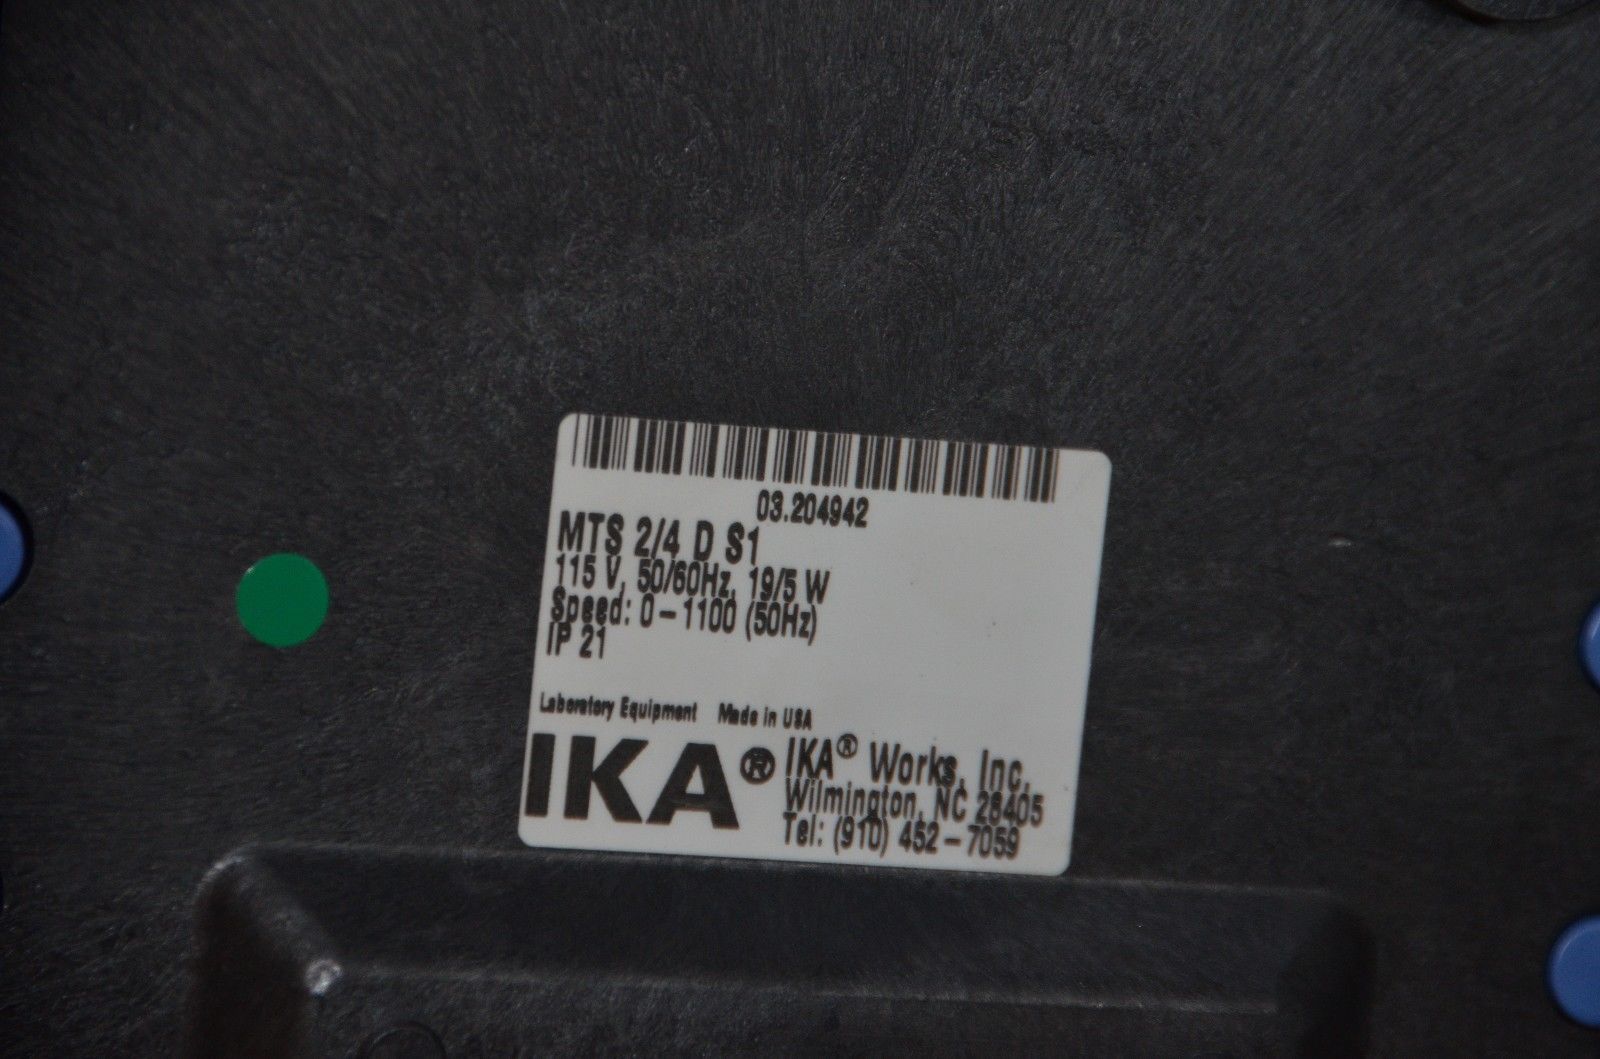 03.204942
MTS 2/4 D S1
115 V, 50/60Hz, 19/5 W
Speed: 0-1100 (50Hz)
IP 21
Laboratory Equipment Made in USA
IKA® IKA® Works, Inc.
Wilmington, NC 28405
Tel: (910) 452-7059